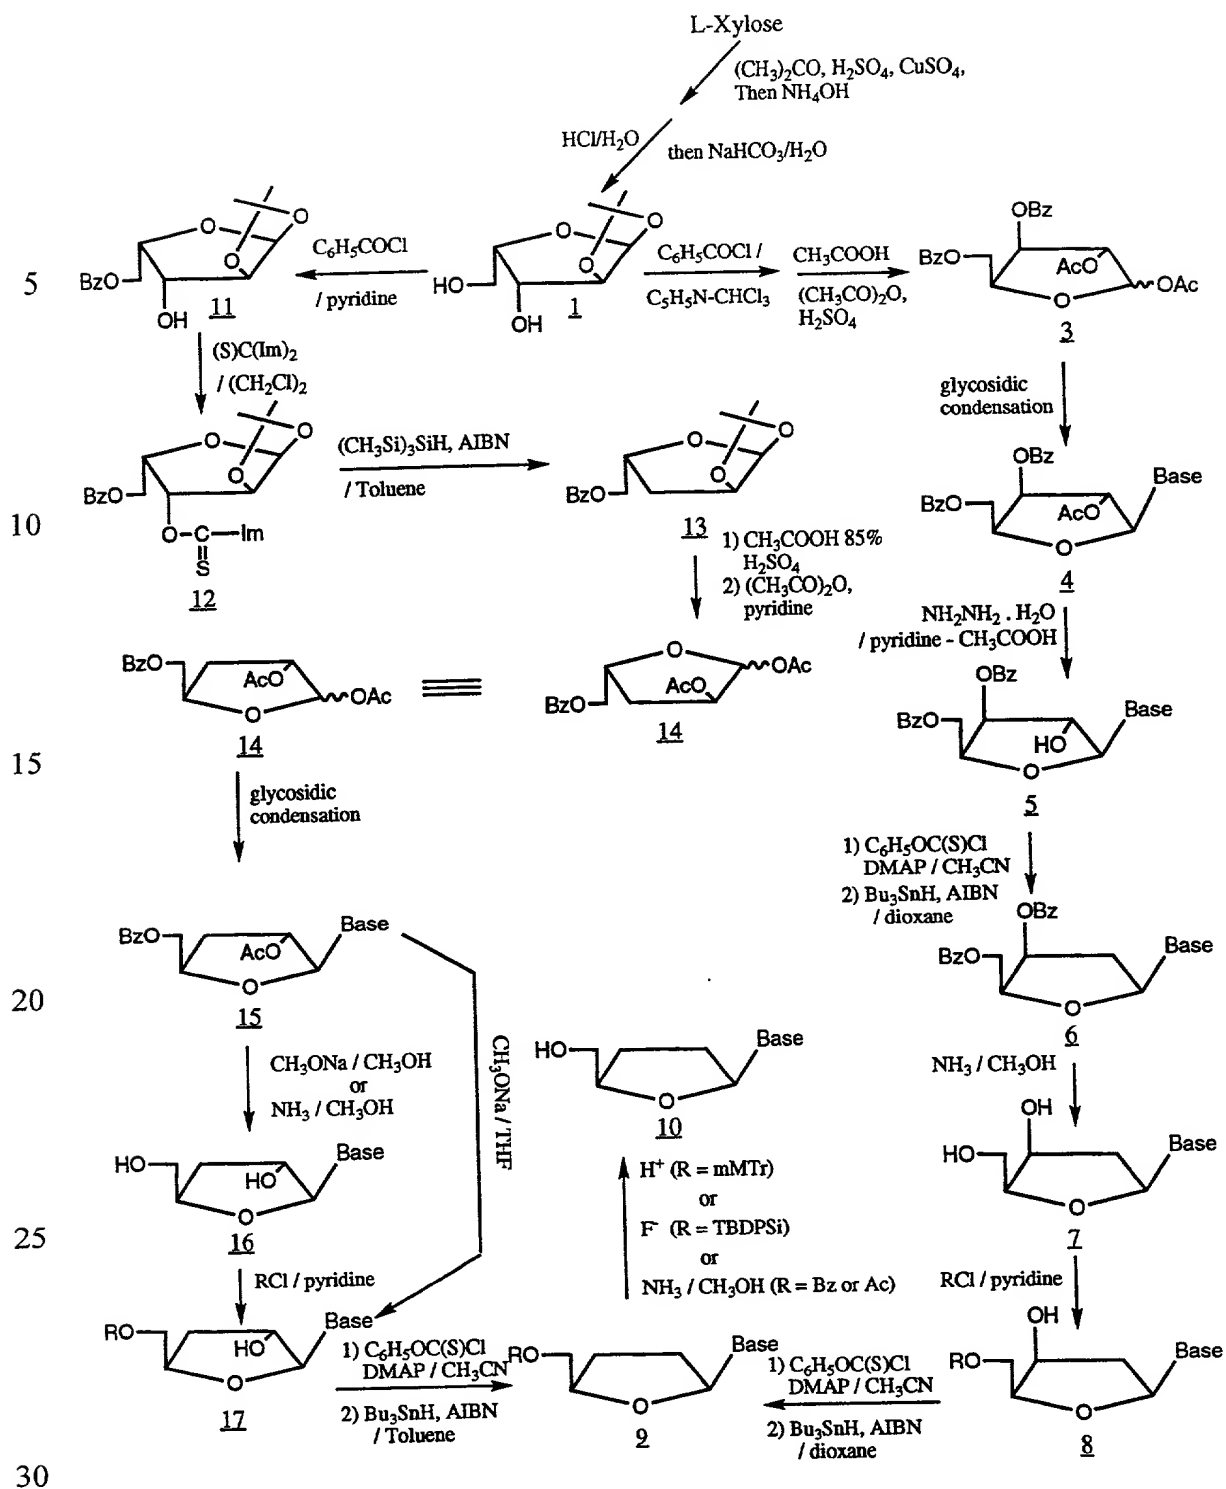 L-Xylose
(CH₃)₂CO, H₂SO₄, CuSO₄,
Then NH₄OH
HCl/H₂O
then NaHCO₃/H₂O
5
O
O
O
BzO
OH
11
C₆H₅COCl
/ pyridine
O
O
O
HO
OH
1
C₆H₅COCl /
C₅H₅N-CHCl₃
CH₃COOH
(CH₃CO)₂O,
H₂SO₄
OBz
BzO
AcO
OAc
O
3
(S)C(Im)₂
/ (CH₂Cl)₂
glycosidic
condensation
O
O
O
BzO
O-C-Im
S
12
(CH₃Si)₃SiH, AIBN
/ Toluene
O
O
O
BzO
13
OBz
Base
BzO
AcO
O
4
10
1) CH₃COOH 85%
H₂SO₄
2) (CH₃CO)₂O,
pyridine
NH₂NH₂ . H₂O
/ pyridine - CH₃COOH
BzO
AcO
OAc
O
14
O
OAc
AcO
BzO
14
OBz
Base
BzO
HO
O
5
15
glycosidic
condensation
1) C₆H₅OC(S)Cl
DMAP / CH₃CN
2) Bu₃SnH, AIBN
/ dioxane
BzO
Base
AcO
O
15
OBz
Base
BzO
O
6
20
CH₃ONa / CH₃OH
or
NH₃ / CH₃OH
CH₃ONa / THF
HO
Base
O
10
NH₃ / CH₃OH
HO
Base
HO
O
16
H⁺ (R = mMTr)
or
F⁻ (R = TBDPSi)
or
NH₃ / CH₃OH (R = Bz or Ac)
OH
Base
HO
O
7
25
RCl / pyridine
RCl / pyridine
RO
Base
HO
O
17
1) C₆H₅OC(S)Cl
DMAP / CH₃CN
2) Bu₃SnH, AIBN
/ Toluene
RO
Base
O
9
1) C₆H₅OC(S)Cl
DMAP / CH₃CN
2) Bu₃SnH, AIBN
/ dioxane
OH
Base
RO
O
8
30